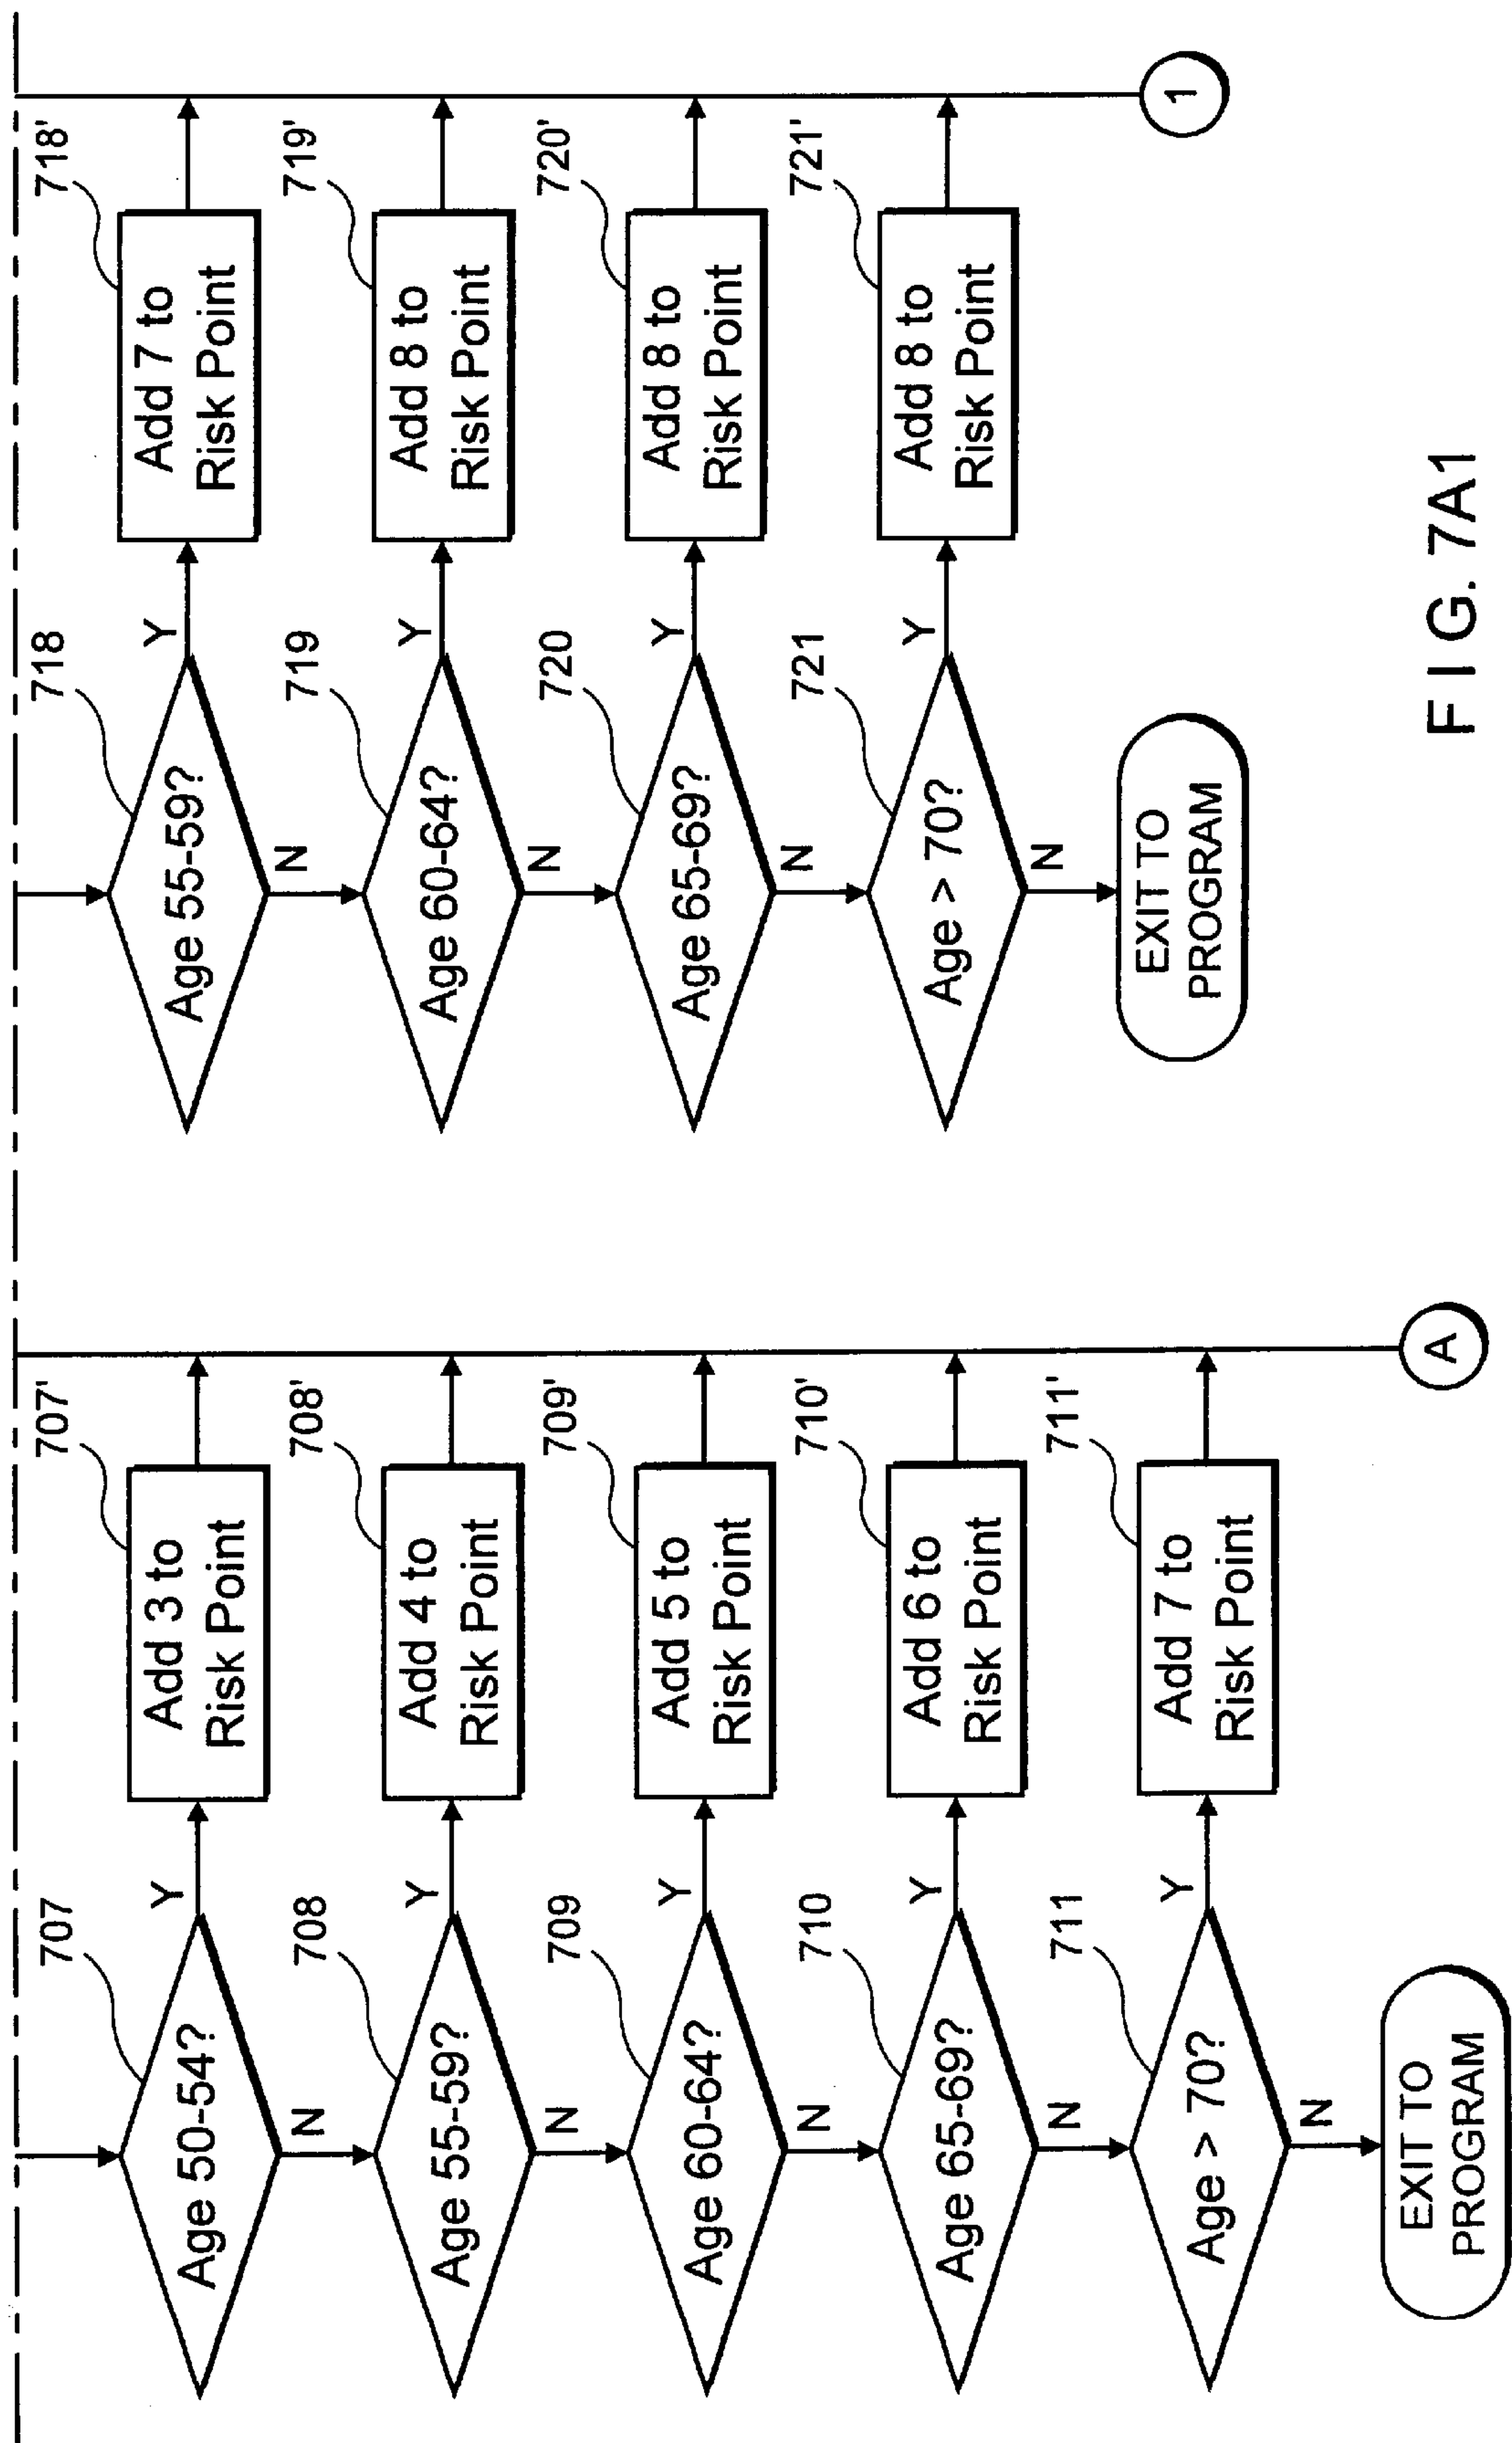 707
707'
Age 50-54?
Y
Add 3 to
Risk Point
N
708
708'
Age 55-59?
Y
Add 4 to
Risk Point
N
709
709'
Age 60-64?
Y
Add 5 to
Risk Point
N
710
710'
Age 65-69?
Y
Add 6 to
Risk Point
N
711
711'
Age > 70?
Y
Add 7 to
Risk Point
N
EXIT TO
PROGRAM
A
718
718'
Age 55-59?
Y
Add 7 to
Risk Point
N
719
719'
Age 60-64?
Y
Add 8 to
Risk Point
N
720
720'
Age 65-69?
Y
Add 8 to
Risk Point
N
721
721'
Age > 70?
Y
Add 8 to
Risk Point
N
EXIT TO
PROGRAM
1
FIG. 7A1